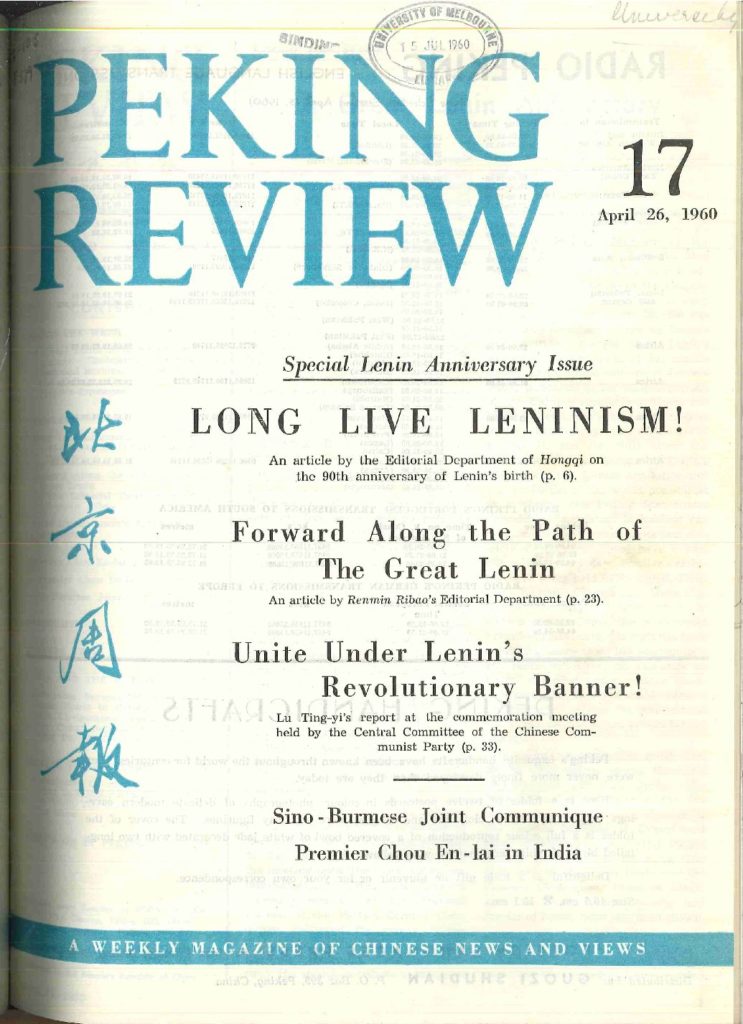 University
BINDING
UNIVERSITY OF MELBOURNE
15 JUL 1960
LIBRARY
PEKING
REVIEW
17
April 26, 1960
Special Lenin Anniversary Issue
LONG LIVE LENINISM!
An article by the Editorial Department of Hongqi on
the 90th anniversary of Lenin's birth (p. 6).
Forward Along the Path of
The Great Lenin
An article by Renmin Ribao's Editorial Department (p. 23).
Unite Under Lenin's
Revolutionary Banner!
Lu Ting-yi's report at the commemoration meeting
held by the Central Committee of the Chinese Com-
munist Party (p. 33).
Sino-Burmese Joint Communique
Premier Chou En-lai in India
北
京
周
報
A WEEKLY MAGAZINE OF CHINESE NEWS AND VIEWS